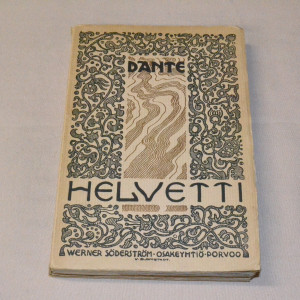 DANTE
HELVETTI
WERNER SÖDERSTRÖM·OSAKEYHTIÖ·PORVOO